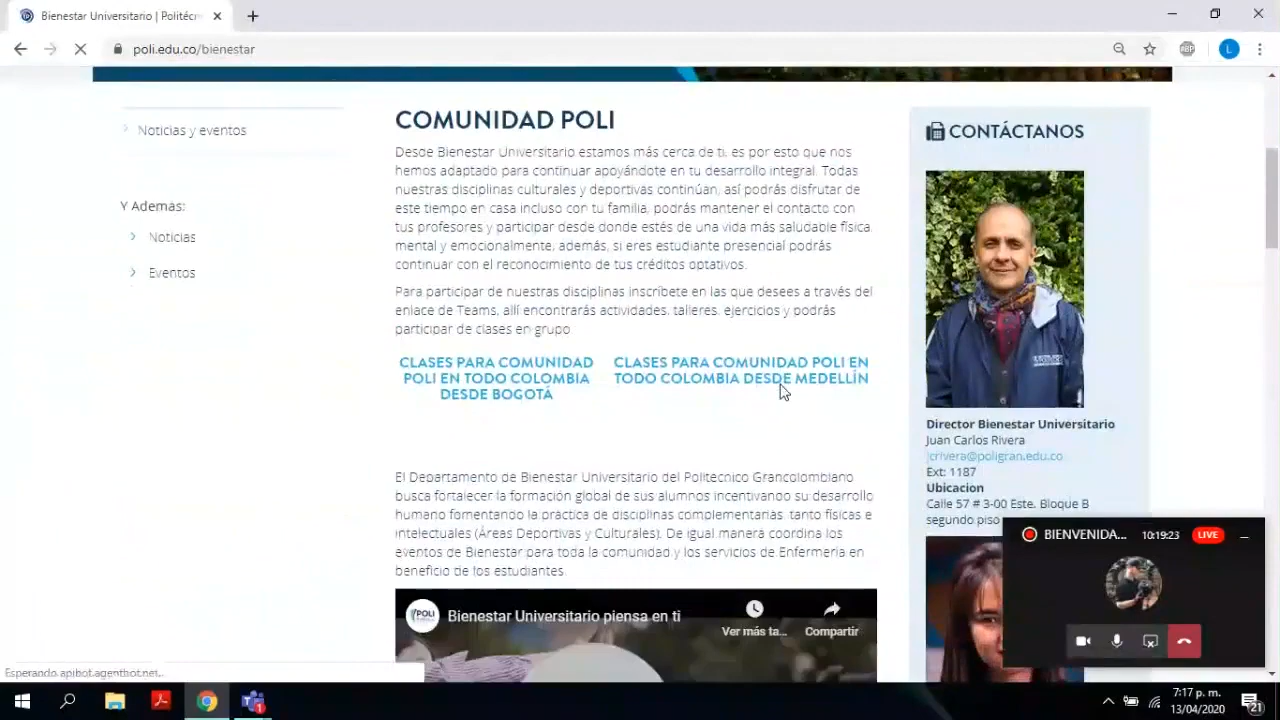 Bienestar Universitario | Politécn
poli.edu.co/bienestar
ABP
L
Noticias y eventos
Y Ademas:
Noticias
Eventos
COMUNIDAD POLI
Desde Bienestar Universitario estamos más cerca de ti, es por esto que nos
hemos adaptado para continuar apoyándote en tu desarrollo integral. Todas
nuestras disciplinas culturales y deportivas continúan, así podrás disfrutar de
este tiempo en casa incluso con tu familia, podrás mantener el contacto con
tus profesores y participar desde donde estés de una vida más saludable física,
mental y emocionalmente, además, si eres estudiante presencial podrás
continuar con el reconocimiento de tus créditos optativos.
Para participar de nuestras disciplinas inscríbete en las que desees a través del
enlace de Teams, allí encontrarás actividades, talleres, ejercicios y podrás
participar de clases en grupo
CLASES PARA COMUNIDAD
POLI EN TODO COLOMBIA
DESDE BOGOTÁ
CLASES PARA COMUNIDAD POLI EN
TODO COLOMBIA DESDE MEDELLÍN
El Departamento de Bienestar Universitario del Politécnico Grancolombiano
busca fortalecer la formación global de sus alumnos incentivando su desarrollo
humano fomentando la práctica de disciplinas complementarias, tanto físicas e
intelectuales (Áreas Deportivas y Culturales). De igual manera coordina los
eventos de Bienestar para toda la comunidad y los servicios de Enfermería en
beneficio de los estudiantes.
POLI
Bienestar Universitario piensa en ti
Ver más ta...
Compartir
CONTÁCTANOS
Director Bienestar Universitario
Juan Carlos Rivera
jcrivera@poligran.edu.co
Ext: 1187
Ubicacion
Calle 57 # 3-00 Este. Bloque B
segundo piso
BIENVENIDA...
10:19:23
LIVE
Esperando apibot.agentbot.net...
1
7:17 p. m.
13/04/2020
21